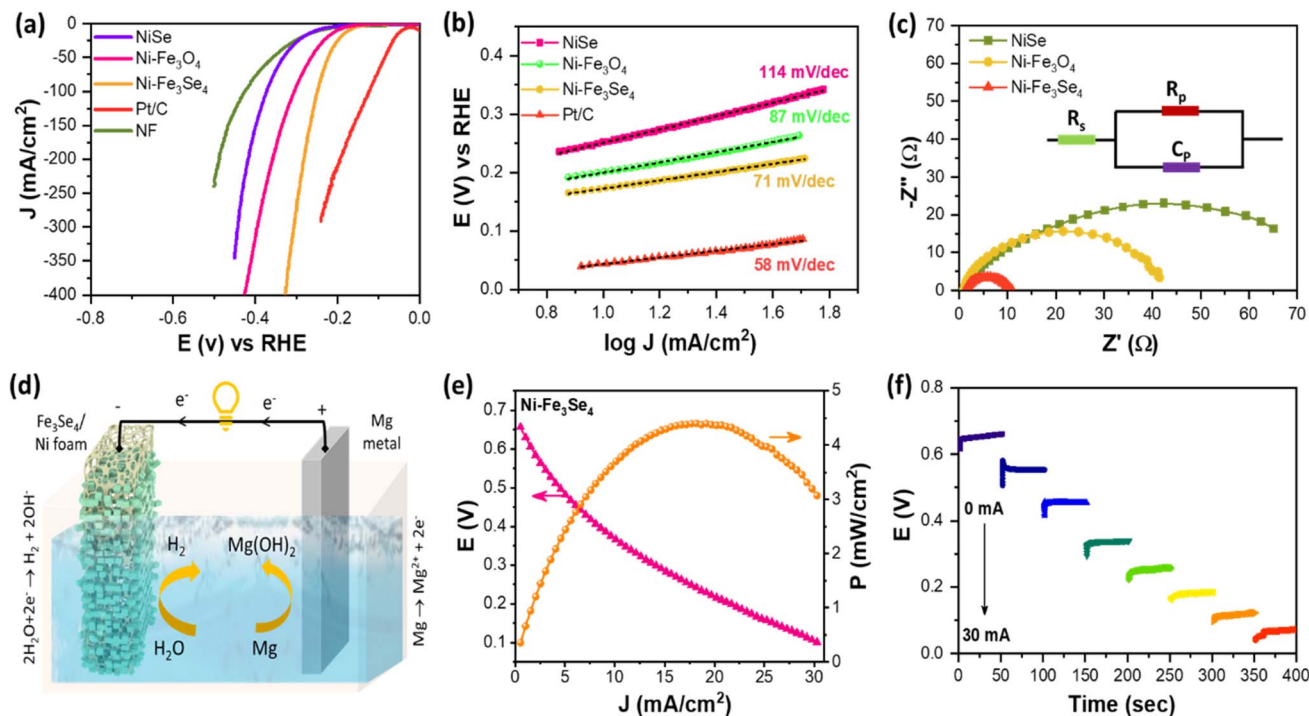 (a)
NiSe
Ni-Fe₃O₄
Ni-Fe₃Se₄
Pt/C
NF
J (mA/cm²)
0
-50
-100
-150
-200
-250
-300
-350
-400
-0.8
-0.6
-0.4
-0.2
0.0
E (v) vs RHE
(b)
NiSe
Ni-Fe₃O₄
Ni-Fe₃Se₄
Pt/C
114 mV/dec
87 mV/dec
71 mV/dec
58 mV/dec
E (V) vs RHE
0.4
0.3
0.2
0.1
0.0
0.8
1.0
1.2
1.4
1.6
1.8
log J (mA/cm²)
(c)
NiSe
Ni-Fe₃O₄
Ni-Fe₃Se₄
Rₛ
Rₚ
C_P
-Z" (Ω)
70
60
50
40
30
20
10
0
0
10
20
30
40
50
60
70
Z' (Ω)
(d)
Fe₃Se₄/
Ni foam
-
e⁻
e⁻
+
Mg
metal
2H₂O+2e⁻ → H₂ + 2OH⁻
H₂
Mg(OH)₂
H₂O
Mg
Mg → Mg²⁺ + 2e⁻
(e)
Ni-Fe₃Se₄
E (V)
0.7
0.6
0.5
0.4
0.3
0.2
0.1
0
5
10
15
20
25
30
J (mA/cm²)
5
4
3
2
1
0
P (mW/cm²)
(f)
E (V)
0.8
0.6
0.4
0.2
0.0
0 mA
30 mA
0
50
100
150
200
250
300
350
400
Time (sec)